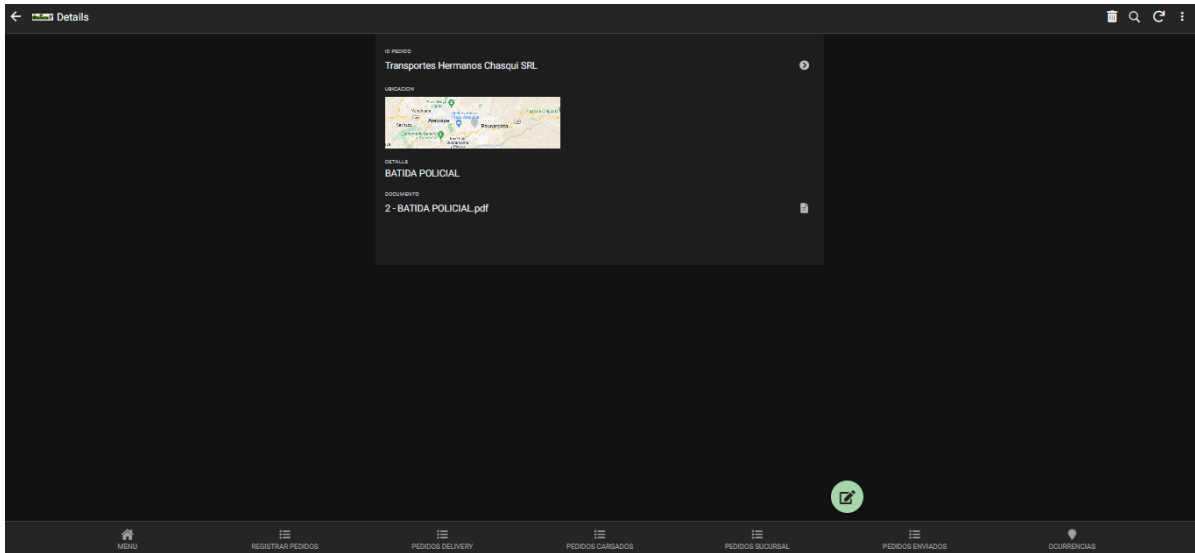 Details
ID PEDIDO
Transportes Hermanos Chasqui SRL
UBICACION
Arequipa
Paucarpata
DETALLE
BATIDA POLICIAL
DOCUMENTO
2 - BATIDA POLICIAL.pdf
MENU
REGISTRAR PEDIDOS
PEDIDOS DELIVERY
PEDIDOS CARGADOS
PEDIDOS SUCURSAL
PEDIDOS ENVIADOS
OCURRENCIAS